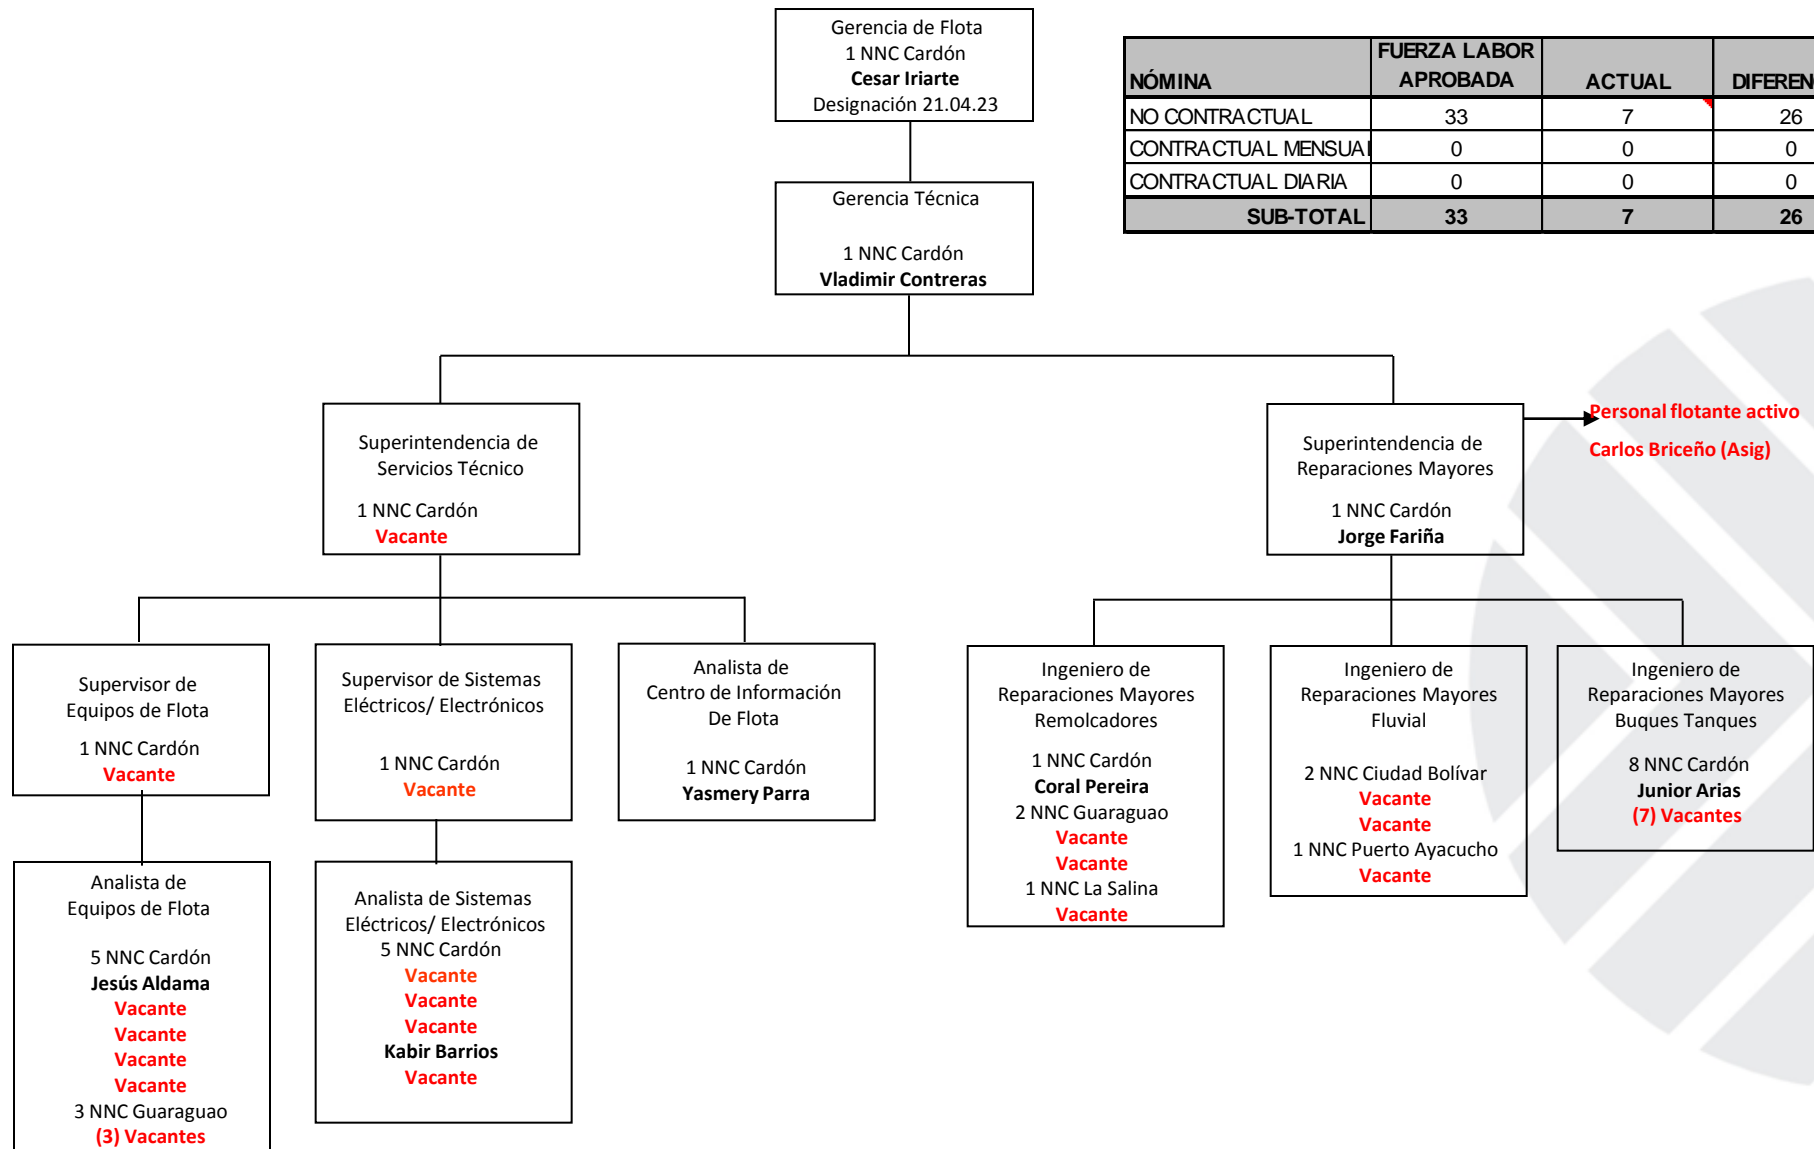 Gerencia de Flota
1 NNC Cardón
Cesar Iriarte
Designación 21.04.23
NÓMINA FUERZA LABOR APROBADA ACTUAL DIFEREN
NO CONTRACTUAL 33 7 26
CONTRACTUAL MENSUA 0 0 0
CONTRACTUAL DIARIA 0 0 0
SUB-TOTAL 33 7 26
Gerencia Técnica
1 NNC Cardón
Vladimir Contreras
Superintendencia de
Servicios Técnico
1 NNC Cardón
Vacante
Superintendencia de
Reparaciones Mayores
1 NNC Cardón
Jorge Fariña
Personal flotante activo
Carlos Briceño (Asig)
Supervisor de
Equipos de Flota
1 NNC Cardón
Vacante
Supervisor de Sistemas
Eléctricos/ Electrónicos
1 NNC Cardón
Vacante
Analista de
Centro de Información
De Flota
1 NNC Cardón
Yasmery Parra
Ingeniero de
Reparaciones Mayores
Remolcadores
1 NNC Cardón
Coral Pereira
2 NNC Guaraguao
Vacante
Vacante
1 NNC La Salina
Vacante
Ingeniero de
Reparaciones Mayores
Fluvial
2 NNC Ciudad Bolívar
Vacante
Vacante
1 NNC Puerto Ayacucho
Vacante
Ingeniero de
Reparaciones Mayores
Buques Tanques
8 NNC Cardón
Junior Arias
(7) Vacantes
Analista de
Equipos de Flota
5 NNC Cardón
Jesús Aldama
Vacante
Vacante
Vacante
Vacante
3 NNC Guaraguao
(3) Vacantes
Analista de Sistemas
Eléctricos/ Electrónicos
5 NNC Cardón
Vacante
Vacante
Vacante
Kabir Barrios
Vacante